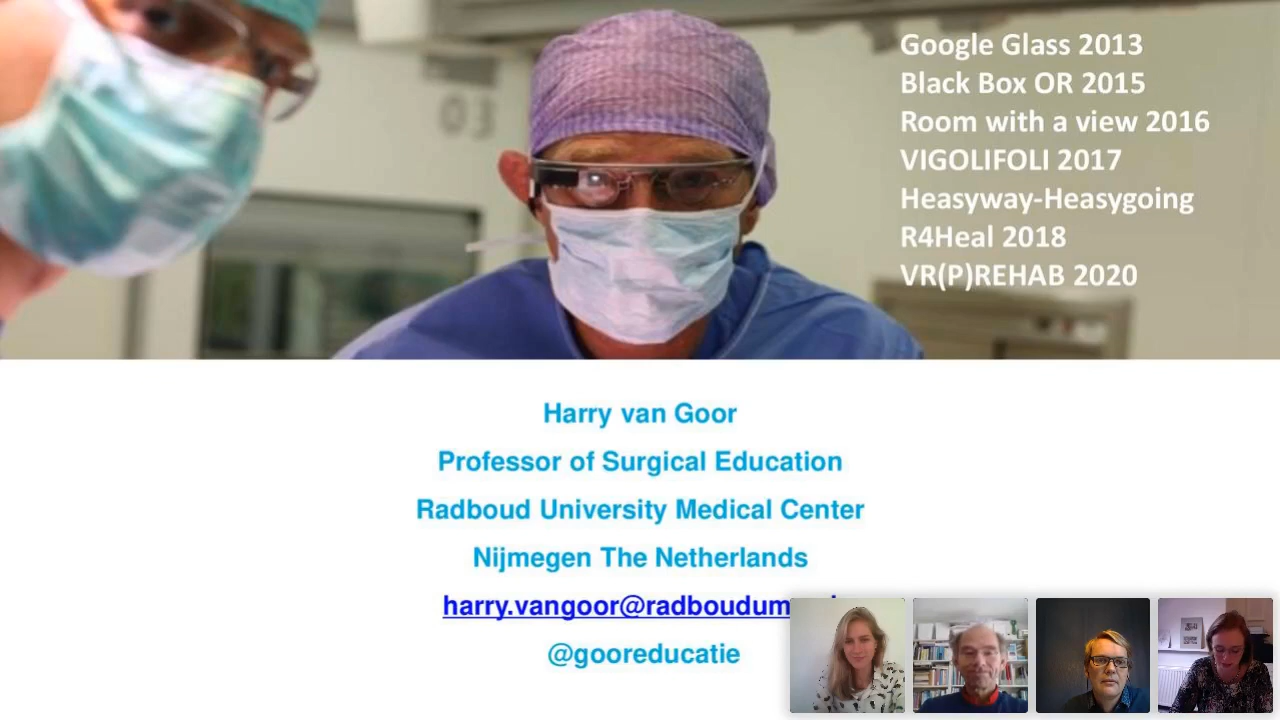 Google Glass 2013
Black Box OR 2015
Room with a view 2016
VIGOLIFOLI 2017
Heasyway-Heasygoing
R4Heal 2018
VR(P)REHAB 2020
03
Harry van Goor
Professor of Surgical Education
Radboud University Medical Center
Nijmegen The Netherlands
@gooreducatie